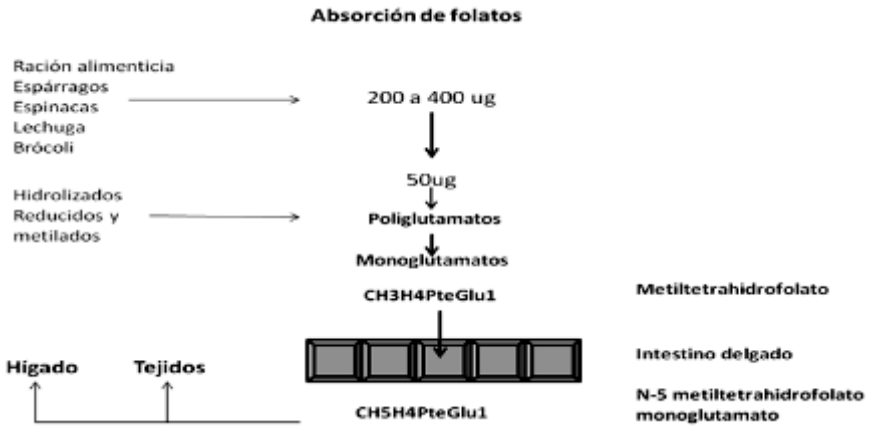 Absorción de folatos
Ración alimenticia
Espárragos
Espinacas
Lechuga
Brócoli
200 a 400 ug
50ug
Hidrolizados
Reducidos y
metilados
Poliglutamatos
Monoglutamatos
CH3H4PteGlu1
Metiltetrahidrofolato
Intestino delgado
Hígado
Tejidos
CH5H4PteGlu1
N-5 metiltetrahidrofolato
monoglutamato